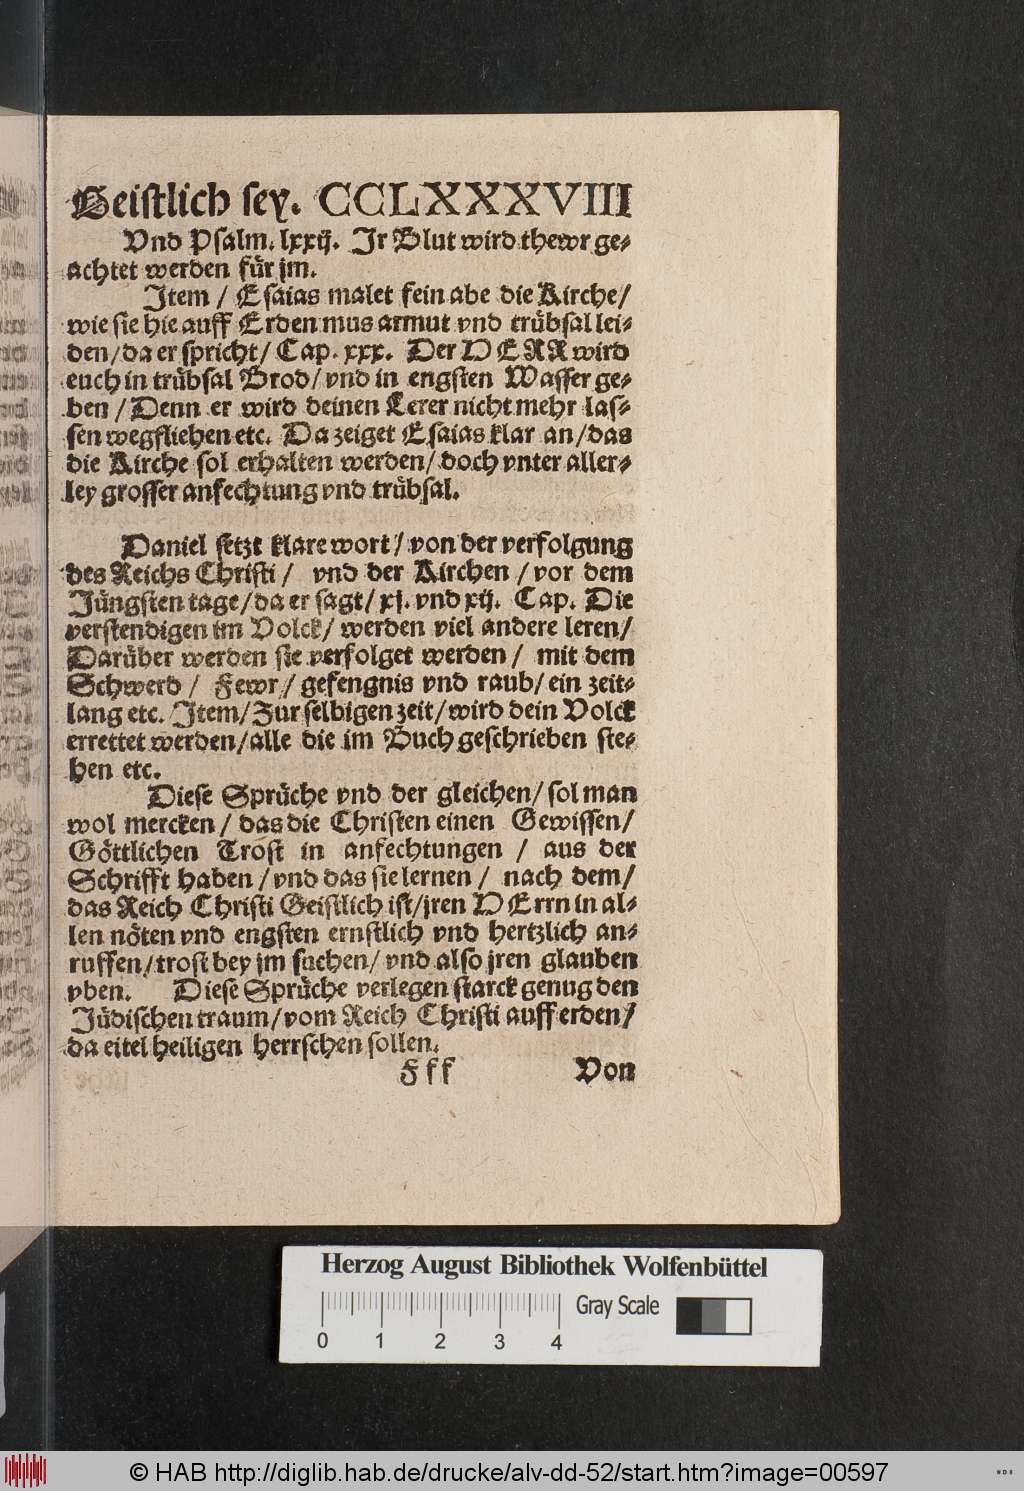 Geistlich sey. CCLXXXVIII
Vnd Psalm. lxxij. Jr Blut wird thewr ge-
achtet werden für jm.
Jtem / Esaias malet fein abe die Kirche /
wie sie hie auff Erden mus armut vnd trübsal lei-
den / da er spricht / Cap. xxx. Der HERR wird
euch in trübsal Brod / vnd in engsten Wasser ge-
ben / Denn er wird deinen Lerer nicht mehr las-
sen wegfliehen etc. Da zeiget Esaias klar an / das
die Kirche sol erhalten werden / doch vnter aller-
ley grosser anfechtung vnd trübsal.
Daniel setzt klare wort / von der verfolgung
des Reichs Christi / vnd der Kirchen / vor dem
Jüngsten tage / da er sagt / xj. vnd xij. Cap. Die
verstendigen im Volck / werden viel andere leren /
Darüber werden sie verfolget werden / mit dem
Schwerd / Fewr / gefengnis vnd raub / ein zeit-
lang etc. Jtem / Zur selbigen zeit / wird dein Volck
errettet werden / alle die im Buch geschrieben ste-
hen etc.
Diese Sprüche vnd der gleichen / sol man
wol mercken / das die Christen einen Gewissen /
Göttlichen Trost in anfechtungen / aus der
Schrifft haben / vnd das sie lernen / nach dem /
das Reich Christi Geistlich ist / jren HErrn in al-
len nöten vnd engsten ernstlich vnd hertzlich an-
ruffen / trost bey jm suchen / vnd also jren glauben
vben. Diese Sprüche verlegen starck genug den
Jüdischen traum / vom Reich Christi auff erden /
da eitel heiligen herrschen sollen.
Fff Von
Herzog August Bibliothek Wolfenbüttel
Gray Scale
0 1 2 3 4
© HAB http://diglib.hab.de/drucke/alv-dd-52/start.htm?image=00597